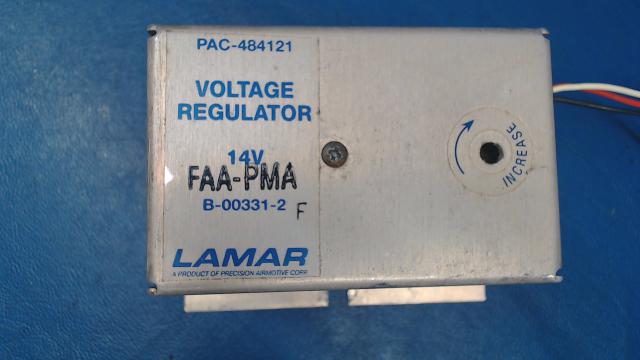 PAC-484121
VOLTAGE
REGULATOR
14V
FAA-PMA
B-00331-2
F
LAMAR
A PRODUCT OF PRECISION AIRMOTIVE CORP.
INCREASE